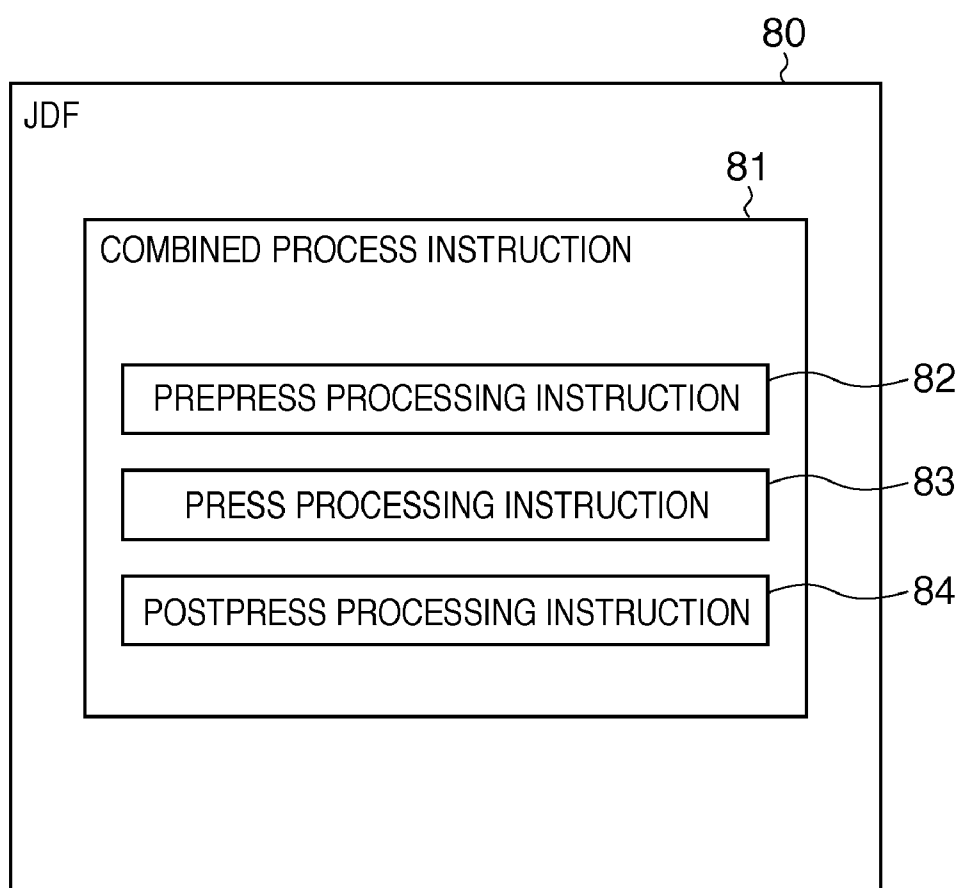 80
JDF
81
COMBINED PROCESS INSTRUCTION
PREPRESS PROCESSING INSTRUCTION
82
PRESS PROCESSING INSTRUCTION
83
POSTPRESS PROCESSING INSTRUCTION
84